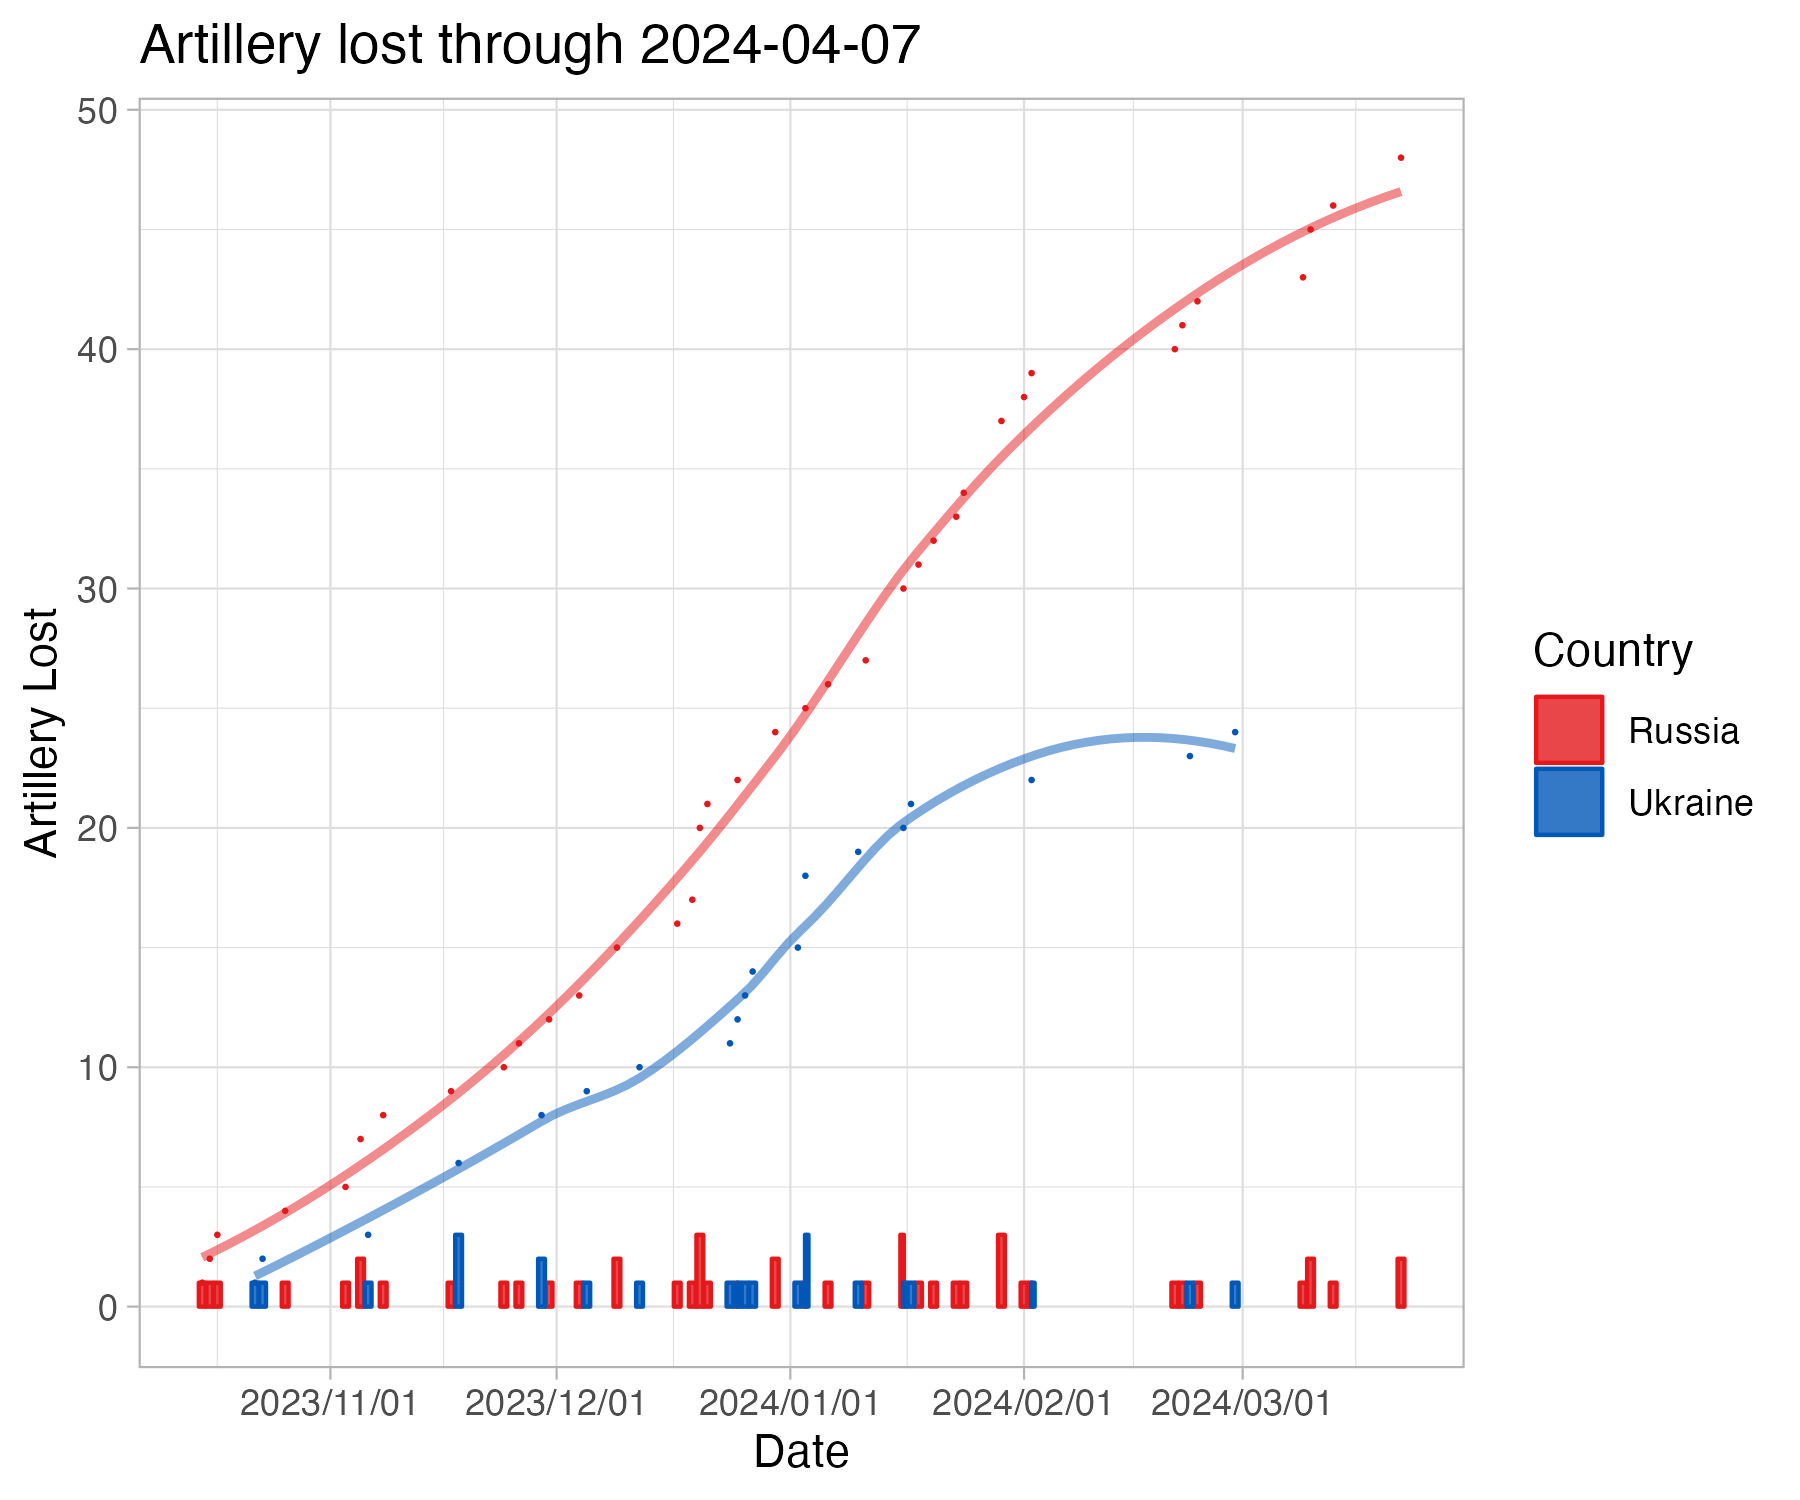 Artillery lost through 2024-04-07
50
40
30
20
10
0
Artillery Lost
2023/11/01 2023/12/01 2024/01/01 2024/02/01 2024/03/01
Date
Country
Russia
Ukraine